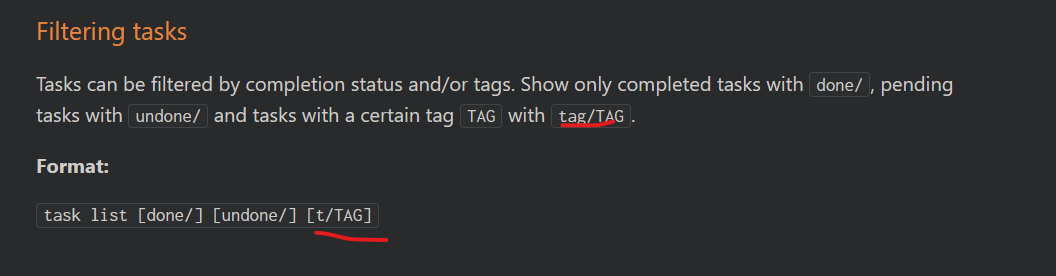 Filtering tasks
Tasks can be filtered by completion status and/or tags. Show only completed tasks with done/, pending
tasks with undone/ and tasks with a certain tag TAG with tag/TAG.
Format:
task list [done/] [undone/] [t/TAG]